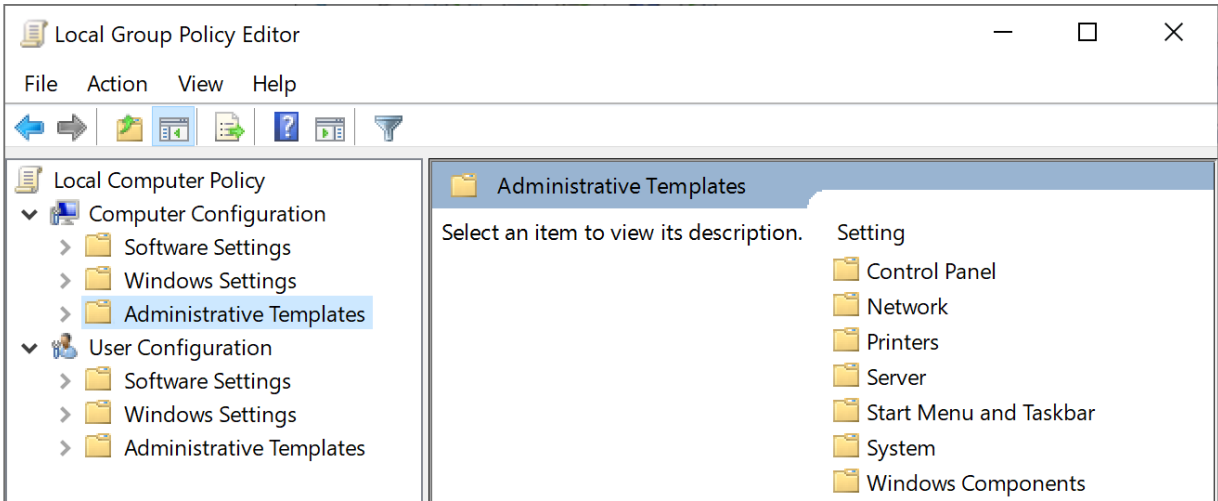 Local Group Policy Editor
File Action View Help
Local Computer Policy
Computer Configuration
Software Settings
Windows Settings
Administrative Templates
User Configuration
Software Settings
Windows Settings
Administrative Templates
Administrative Templates
Select an item to view its description.
Setting
Control Panel
Network
Printers
Server
Start Menu and Taskbar
System
Windows Components